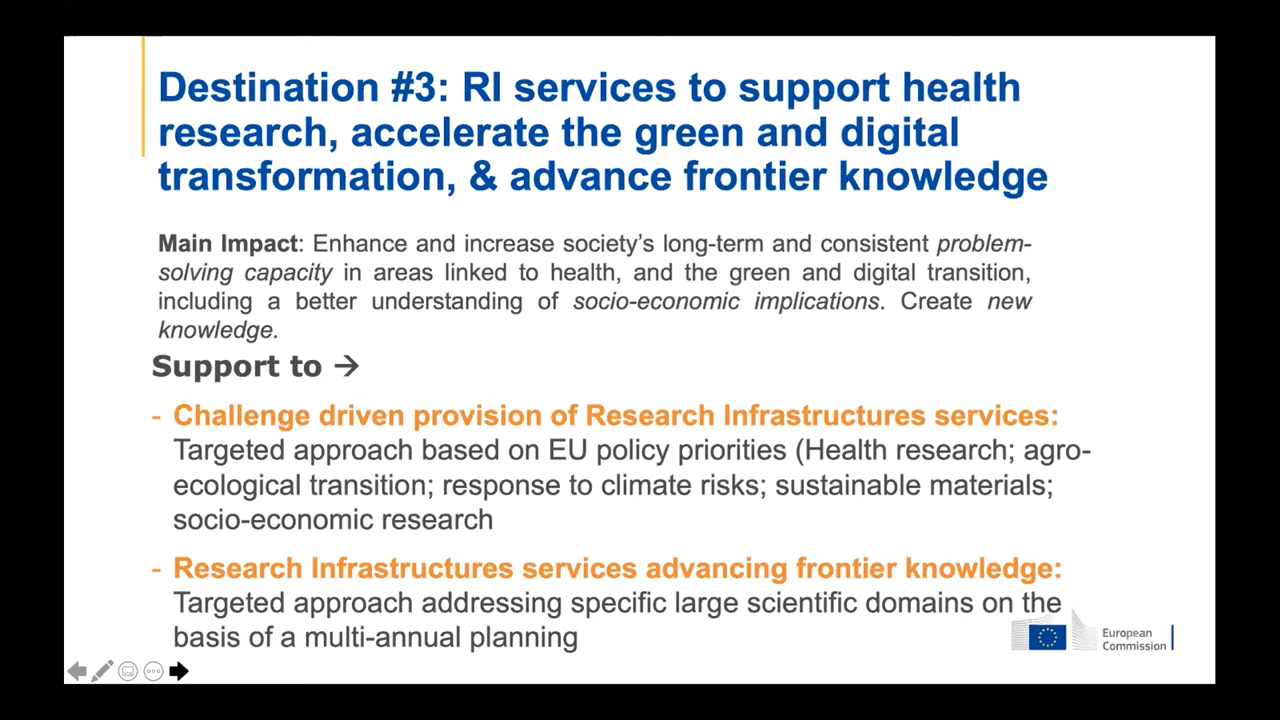 Destination #3: RI services to support health
research, accelerate the green and digital
transformation, & advance frontier knowledge
Main Impact: Enhance and increase society's long-term and consistent problem-
solving capacity in areas linked to health, and the green and digital transition,
including a better understanding of socio-economic implications. Create new
knowledge.
Support to →
- Challenge driven provision of Research Infrastructures services:
Targeted approach based on EU policy priorities (Health research; agro-
ecological transition; response to climate risks; sustainable materials;
socio-economic research
- Research Infrastructures services advancing frontier knowledge:
Targeted approach addressing specific large scientific domains on the
basis of a multi-annual planning
European
Commission